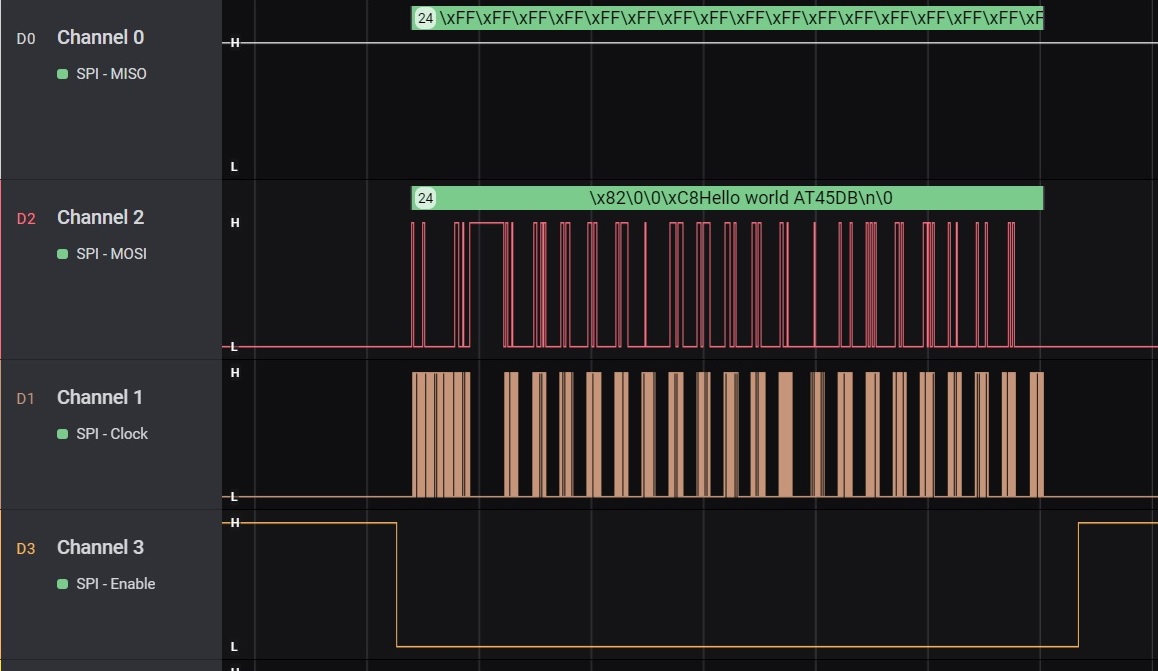 24 \xFF\xFF\xFF\xFF\xFF\xFF\xFF\xFF\xFF\xFF\xFF\xFF\xFF\xFF\xFF\xFF\xF
D0 Channel 0
H
SPI - MISO
L
24 \x82\0\0\xC8Hello world AT45DB\n\0
D2 Channel 2
H
SPI - MOSI
L
H
D1 Channel 1
SPI - Clock
L
H
D3 Channel 3
SPI - Enable
L